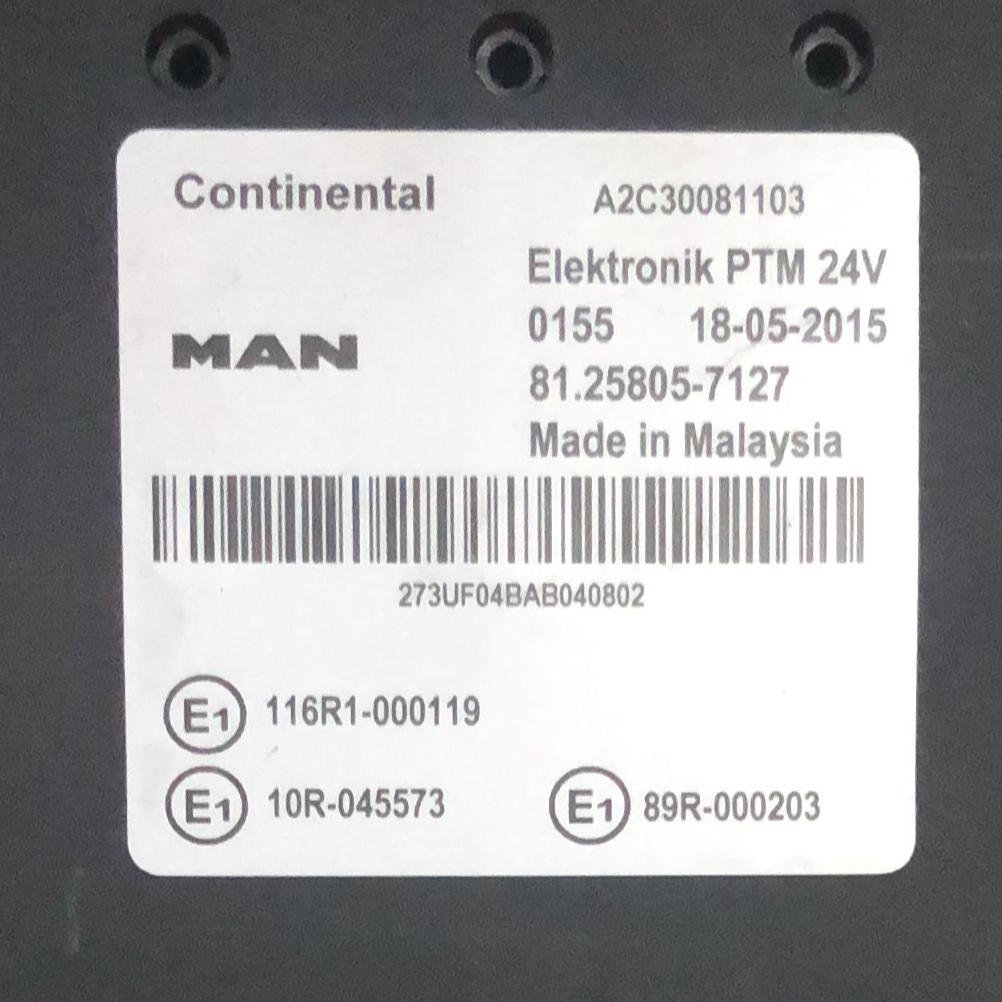 Continental A2C30081103
Elektronik PTM 24V
0155 18-05-2015
MAN
81.25805-7127
Made in Malaysia
273UF04BAB040802
E1 116R1-000119
E1 10R-045573
E1 89R-000203